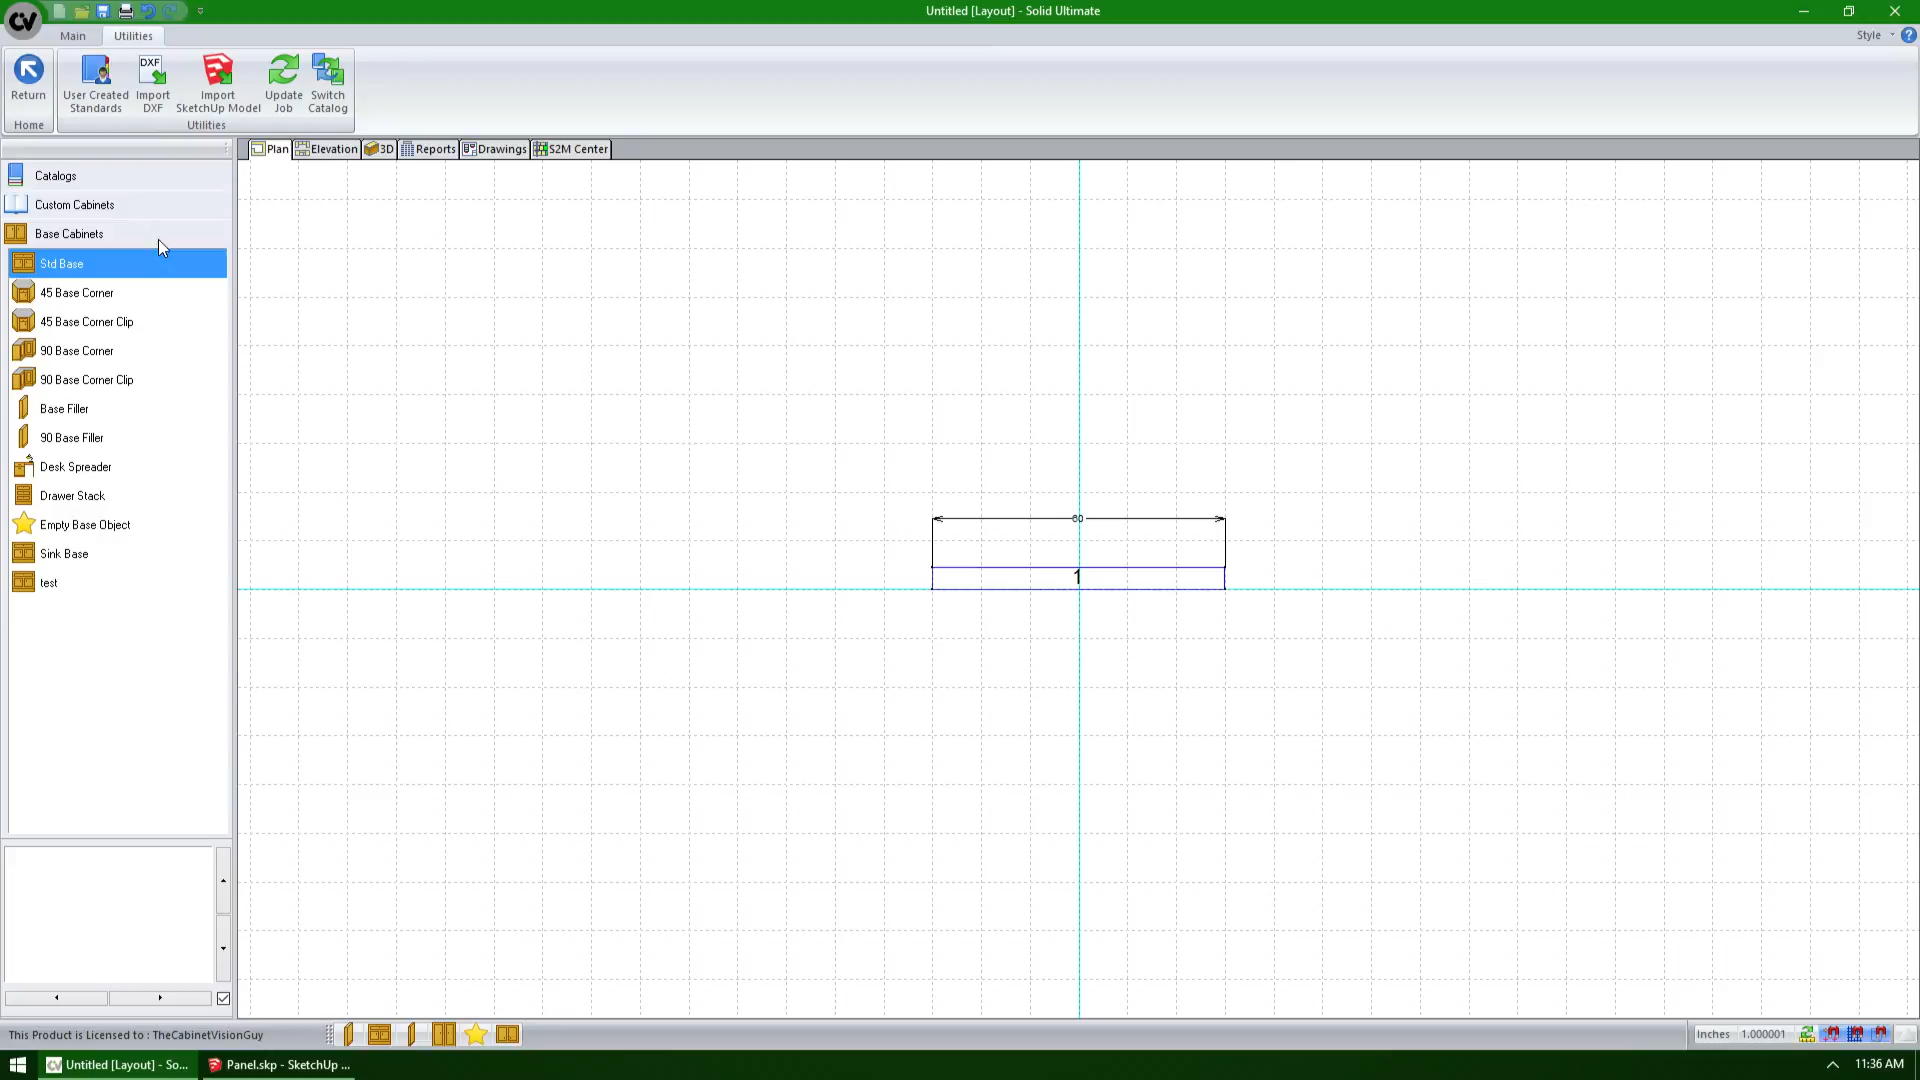 CV
Untitled [Layout] - Solid Ultimate
Main
Utilities
Style
?
Return
User Created
Standards
DXF
Import
DXF
Import
SketchUp Model
Update
Job
Switch
Catalog
Home
Utilities
Plan
Elevation
3D
Reports
Drawings
S2M Center
Catalogs
Custom Cabinets
Base Cabinets
Std Base
45 Base Corner
45 Base Corner Clip
90 Base Corner
90 Base Corner Clip
Base Filler
90 Base Filler
Desk Spreader
Drawer Stack
Empty Base Object
Sink Base
test
60
1
This Product is Licensed to : TheCabinetVisionGuy
Inches
1.000001
CV
Untitled [Layout] - So...
Panel.skp - SketchUp ...
11:36 AM